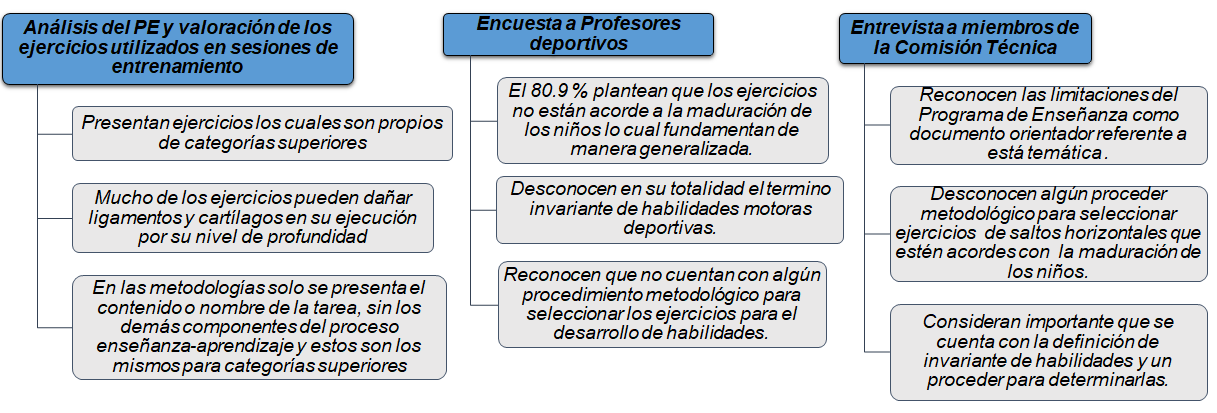 Análisis del PE y valoración de los
ejercicios utilizados en sesiones de
entrenamiento
Presentan ejercicios los cuales son propios
de categorías superiores
Mucho de los ejercicios pueden dañar
ligamentos y cartílagos en su ejecución
por su nivel de profundidad
En las metodologías solo se presenta el
contenido o nombre de la tarea, sin los
demás componentes del proceso
enseñanza-aprendizaje y estos son los
mismos para categorías superiores
Encuesta a Profesores
deportivos
El 80.9 % plantean que los ejercicios
no están acorde a la maduración de
los niños lo cual fundamentan de
manera generalizada.
Desconocen en su totalidad el termino
invariante de habilidades motoras
deportivas.
Reconocen que no cuentan con algún
procedimiento metodológico para
seleccionar los ejercicios para el
desarrollo de habilidades.
Entrevista a miembros de
la Comisión Técnica
Reconocen las limitaciones del
Programa de Enseñanza como
documento orientador referente a
está temática .
Desconocen algún proceder
metodológico para seleccionar
ejercicios de saltos horizontales que
estén acordes con la maduración de
los niños.
Consideran importante que se
cuenta con la definición de
invariante de habilidades y un
proceder para determinarlas.